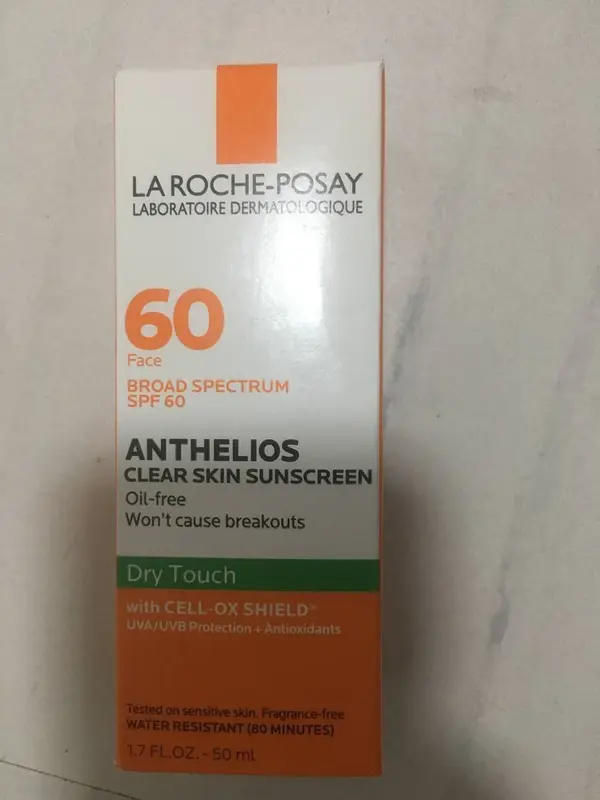 LA ROCHE-POSAY
LABORATOIRE DERMATOLOGIQUE
60
Face
BROAD SPECTRUM
SPF 60
ANTHELIOS
CLEAR SKIN SUNSCREEN
Oil-free
Won't cause breakouts
Dry Touch
with CELL-OX SHIELD™
UVA/UVB Protection + Antioxidants
Tested on sensitive skin. Fragrance-free
WATER RESISTANT (80 MINUTES)
1.7 FL.OZ. - 50 ml